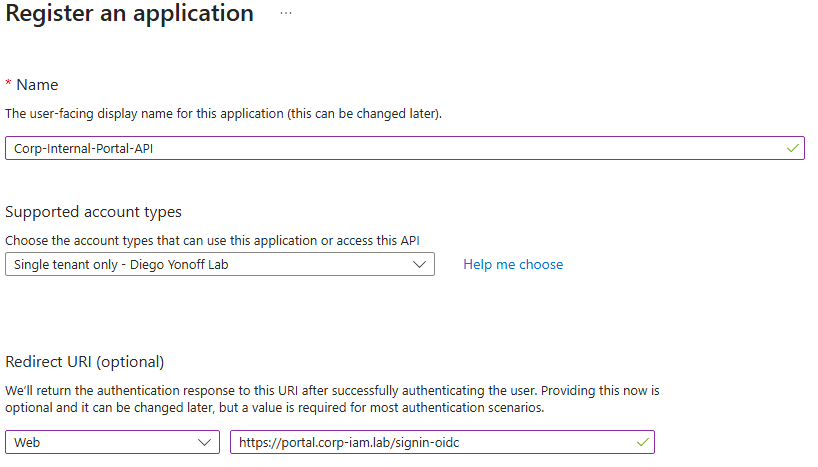 Register an application ...
* Name
The user-facing display name for this application (this can be changed later).
Corp-Internal-Portal-API
Supported account types
Choose the account types that can use this application or access this API
Single tenant only - Diego Yonoff Lab
Help me choose
Redirect URI (optional)
We'll return the authentication response to this URI after successfully authenticating the user. Providing this now is
optional and it can be changed later, but a value is required for most authentication scenarios.
Web
https://portal.corp-iam.lab/signin-oidc